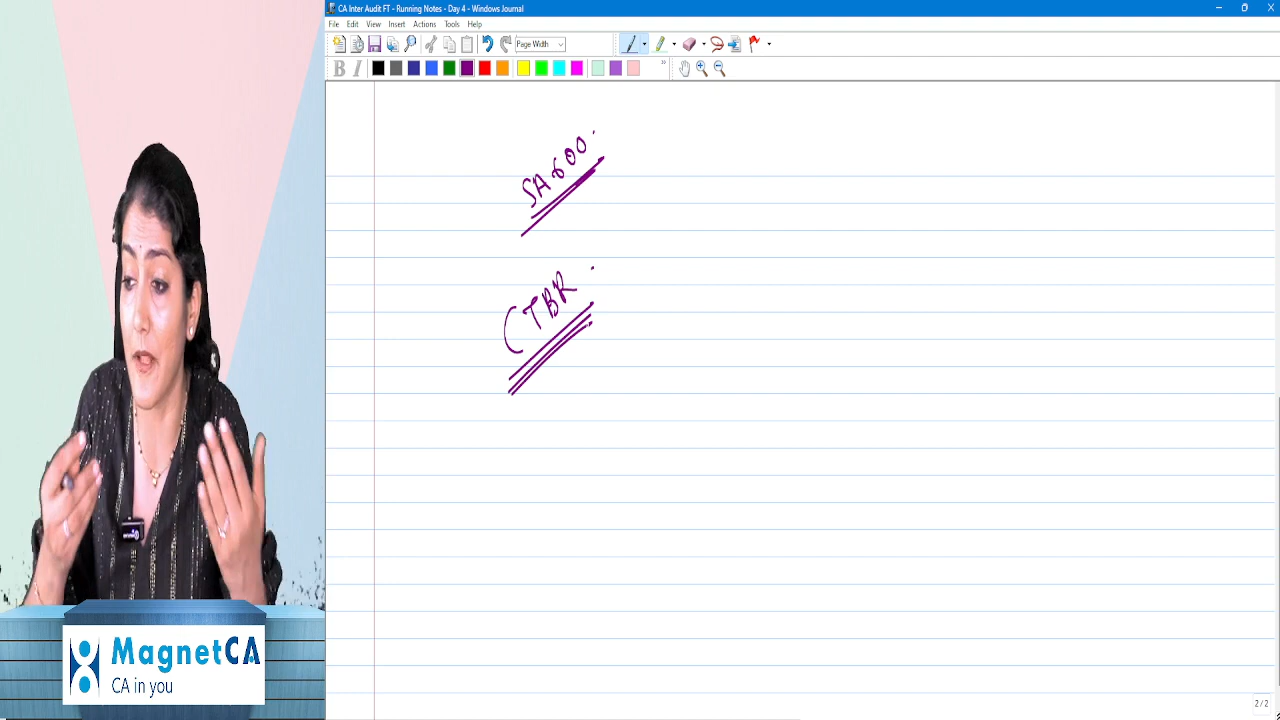 CA Inter Audit FT - Running Notes - Day 4 - Windows Journal
File Edit View Insert Actions Tools Help
Page Width
B I
SA 600.
CTBR.
MagnetCA
CA in you
2/2